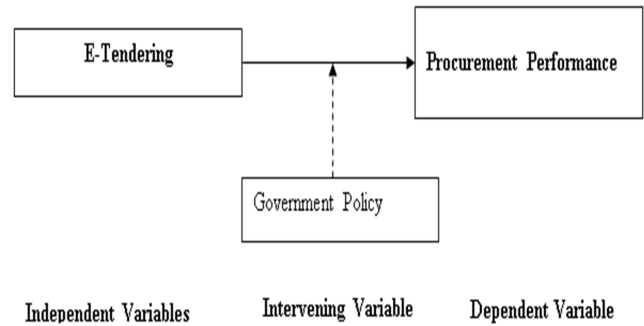 E-Tendering
Procurement Performance
Government Policy
Independent Variables
Intervening Variable
Dependent Variable